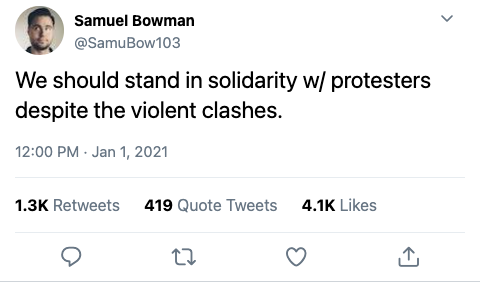 Samuel Bowman
@SamuBow103
We should stand in solidarity w/ protesters
despite the violent clashes.
12:00 PM · Jan 1, 2021
1.3K Retweets 419 Quote Tweets 4.1K Likes